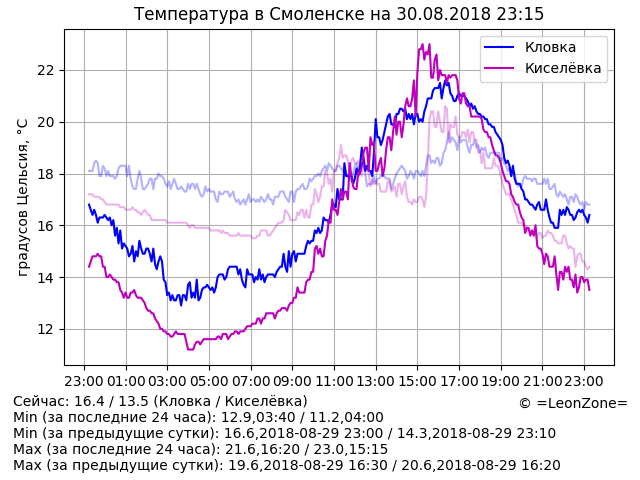 Температура в Смоленске на 30.08.2018 23:15
Кловка
Киселёвка
градусов Цельсия, °C
22
20
18
16
14
12
23:00 01:00 03:00 05:00 07:00 09:00 11:00 13:00 15:00 17:00 19:00 21:00 23:00
Сейчас: 16.4 / 13.5 (Кловка / Киселёвка)
© =LeonZone=
Min (за последние 24 часа): 12.9,03:40 / 11.2,04:00
Min (за предыдущие сутки): 16.6,2018-08-29 23:00 / 14.3,2018-08-29 23:10
Max (за последние 24 часа): 21.6,16:20 / 23.0,15:15
Max (за предыдущие сутки): 19.6,2018-08-29 16:30 / 20.6,2018-08-29 16:20